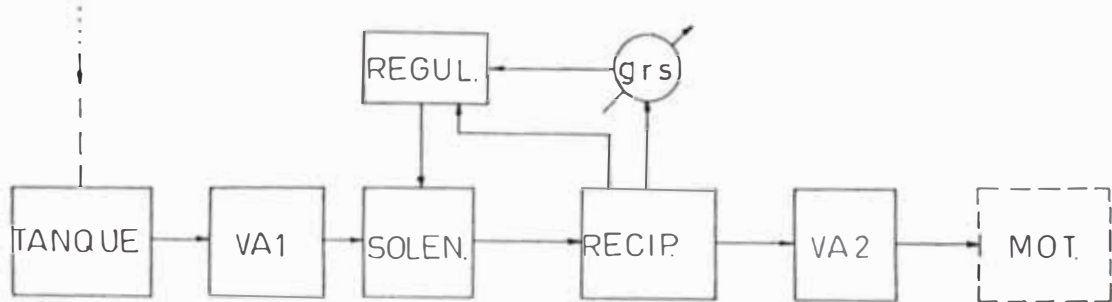 REGUL.
grs
TANQUE
VA1
SOLEN.
RECIP.
VA2
MOT.